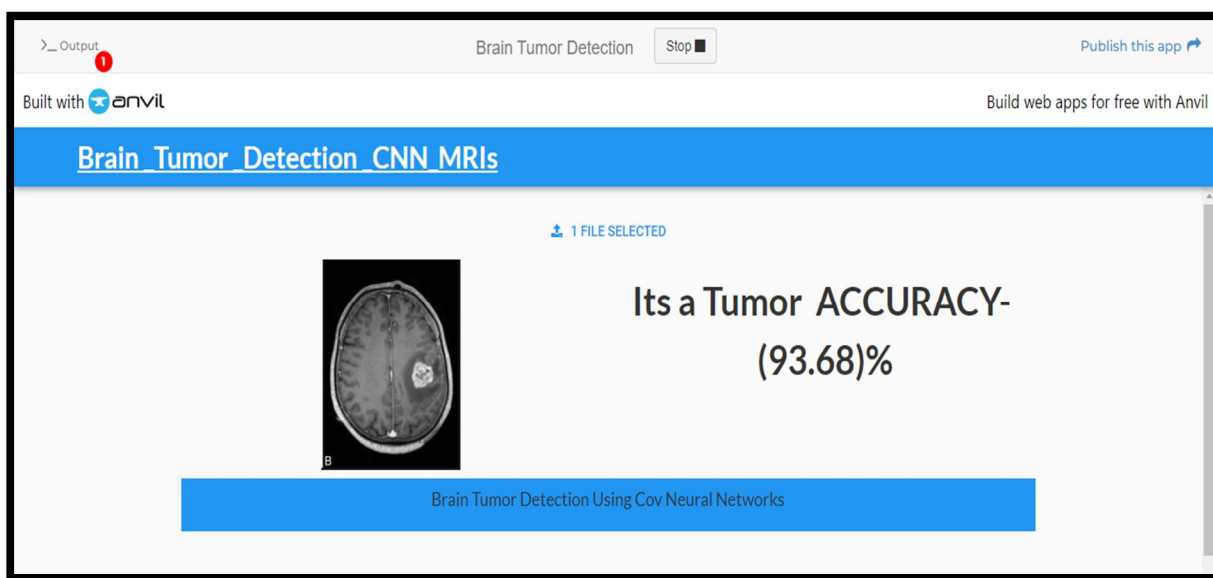 >_ Output
1
Brain Tumor Detection
Stop
Publish this app
Built with anvil
Build web apps for free with Anvil
Brain_Tumor_Detection_CNN_MRIs
1 FILE SELECTED
Its a Tumor ACCURACY-
(93.68)%
B
Brain Tumor Detection Using Cov Neural Networks